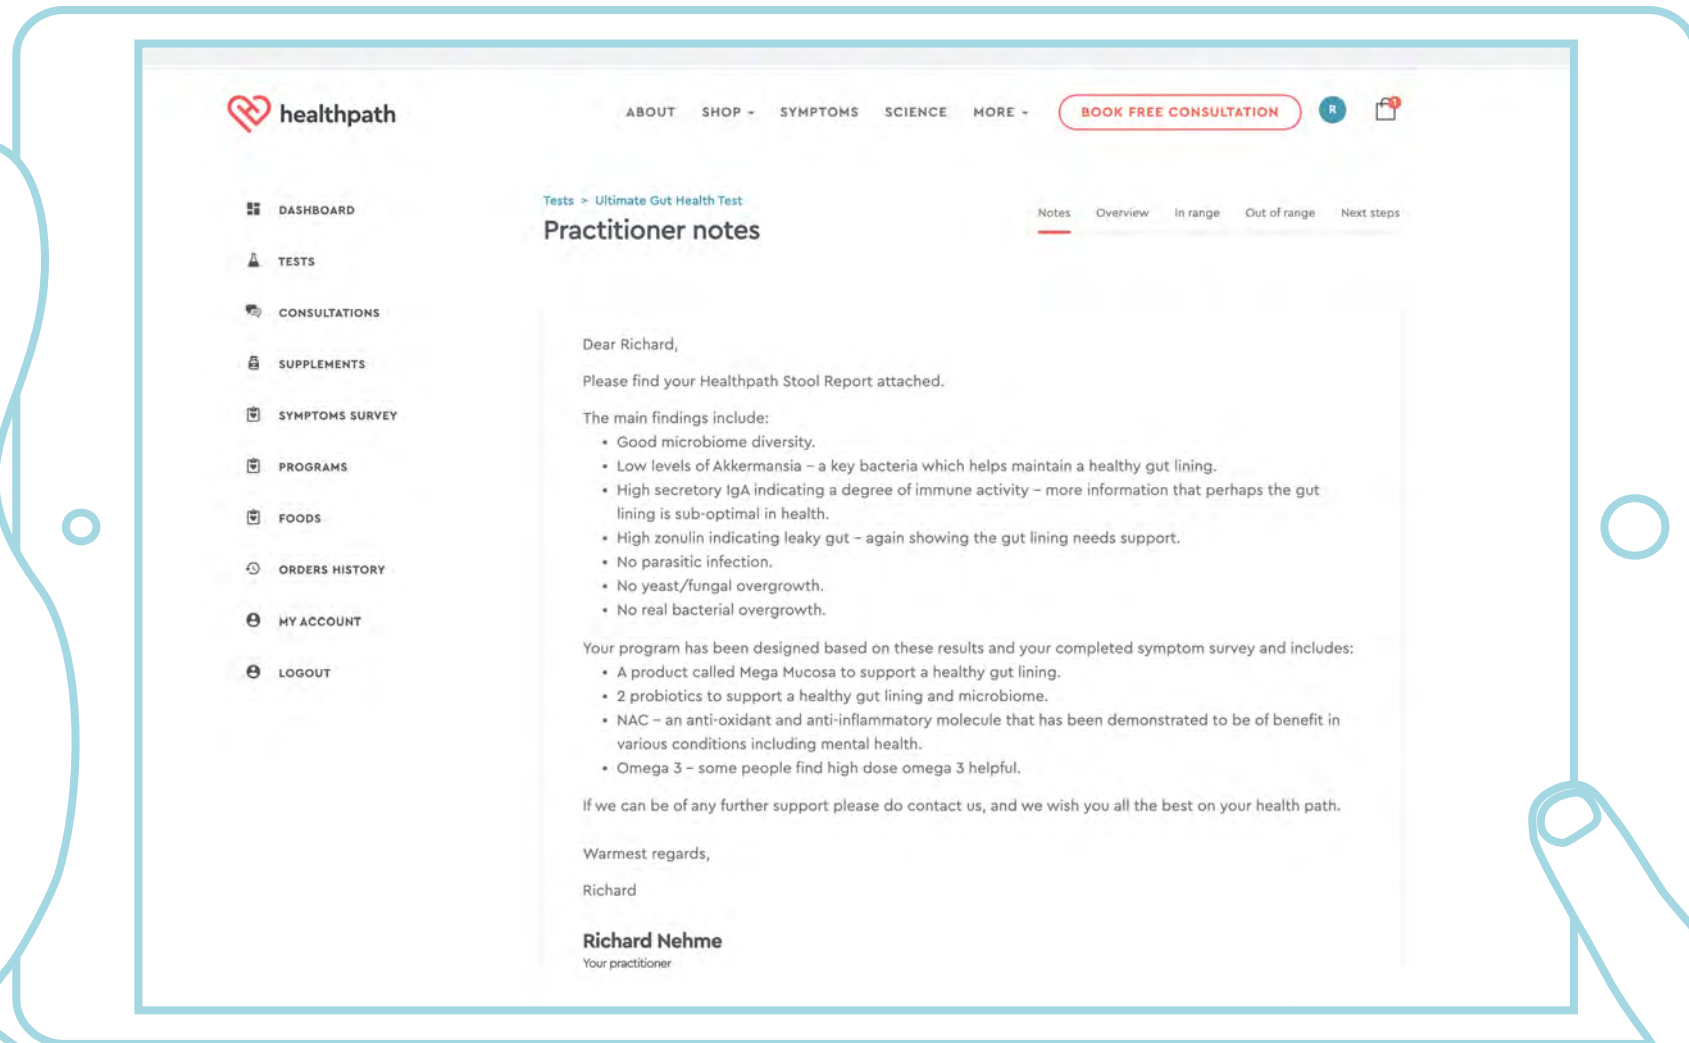 healthpath
ABOUT SHOP SYMPTOMS SCIENCE MORE BOOK FREE CONSULTATION R 1
DASHBOARD
TESTS
CONSULTATIONS
SUPPLEMENTS
SYMPTOMS SURVEY
PROGRAMS
FOODS
ORDERS HISTORY
MY ACCOUNT
LOGOUT
Tests > Ultimate Gut Health Test
Practitioner notes
Notes Overview In range Out of range Next steps
Dear Richard,
Please find your Healthpath Stool Report attached.
The main findings include:
• Good microbiome diversity.
• Low levels of Akkermansia – a key bacteria which helps maintain a healthy gut lining.
• High secretory IgA indicating a degree of immune activity – more information that perhaps the gut
lining is sub-optimal in health.
• High zonulin indicating leaky gut – again showing the gut lining needs support.
• No parasitic infection.
• No yeast/fungal overgrowth.
• No real bacterial overgrowth.
Your program has been designed based on these results and your completed symptom survey and includes:
• A product called Mega Mucosa to support a healthy gut lining.
• 2 probiotics to support a healthy gut lining and microbiome.
• NAC – an anti-oxidant and anti-inflammatory molecule that has been demonstrated to be of benefit in
various conditions including mental health.
• Omega 3 – some people find high dose omega 3 helpful.
If we can be of any further support please do contact us, and we wish you all the best on your health path.
Warmest regards,
Richard
Richard Nehme
Your practitioner